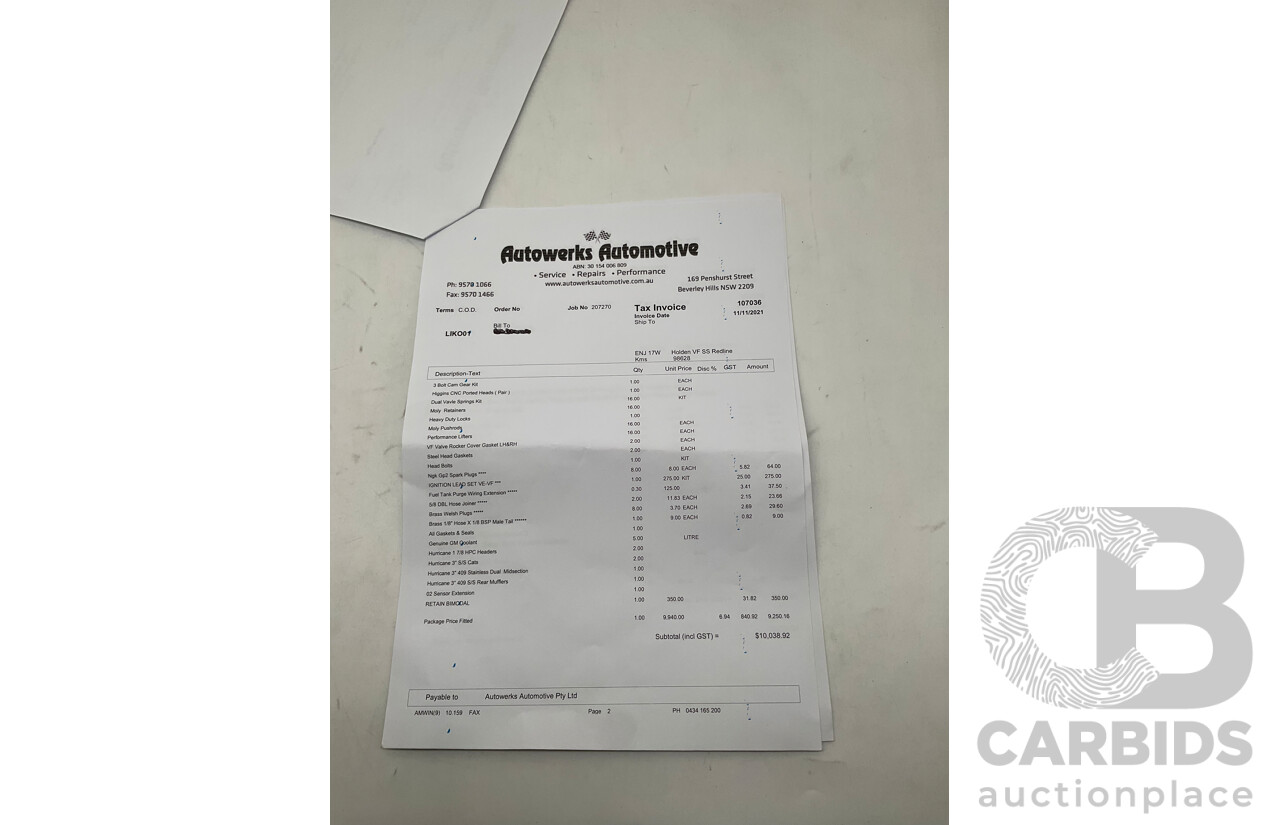 Autowerks Automotive
ABN: 30 154 006 809
• Service • Repairs • Performance
www.autowerksautomotive.com.au
Ph: 9570 1066
Fax: 9570 1466
169 Penshurst Street
Beverley Hills NSW 2209
Terms C.O.D. Order No Job No 207270 Tax Invoice 107036
Invoice Date 11/11/2021
Bill To Ship To
LIKO01
ENJ 17W Holden VF SS Redline
Kms 98628
Description-Text Qty Unit Price Disc % GST Amount
3 Bolt Cam Gear Kit 1.00 EACH
Higgins CNC Ported Heads ( Pair ) 1.00 EACH
Dual Vavle Springs Kit 16.00 KIT
Moly Retainers 16.00
Heavy Duty Locks 1.00
Moly Pushrods 16.00 EACH
Performance Lifters 16.00 EACH
VF Valve Rocker Cover Gasket LH&RH 2.00 EACH
Steel Head Gaskets 2.00 EACH
Head Bolts 1.00 KIT
Ngk Gp2 Spark Plugs **** 8.00 8.00 EACH 5.82 64.00
IGNITION LEAD SET VE-VF *** 1.00 275.00 KIT 25.00 275.00
Fuel Tank Purge Wiring Extension ***** 0.30 125.00 3.41 37.50
5/8 DBL Hose Joiner ***** 2.00 11.83 EACH 2.15 23.66
Brass Welsh Plugs ***** 8.00 3.70 EACH 2.69 29.60
Brass 1/8" Hose X 1/8 BSP Male Tail ****** 1.00 9.00 EACH 0.82 9.00
All Gaskets & Seals 1.00
Genuine GM Coolant 5.00 LITRE
Hurricane 1 7/8 HPC Headers 2.00
Hurricane 3" S/S Cats 2.00
Hurricane 3" 409 Stainless Dual Midsection 1.00
Hurricane 3" 409 S/S Rear Mufflers 1.00
02 Sensor Extension 1.00
RETAIN BIMODAL 1.00 350.00 31.82 350.00
Package Price Fitted 1.00 9,940.00 6.94 840.92 9,250.16
Subtotal (incl GST) = $10,038.92
Payable to Autowerks Automotive Pty Ltd
AMWIN(9) 10.159 FAX Page 2 PH 0434 165 200
CB
CARBIDS
auctionplace